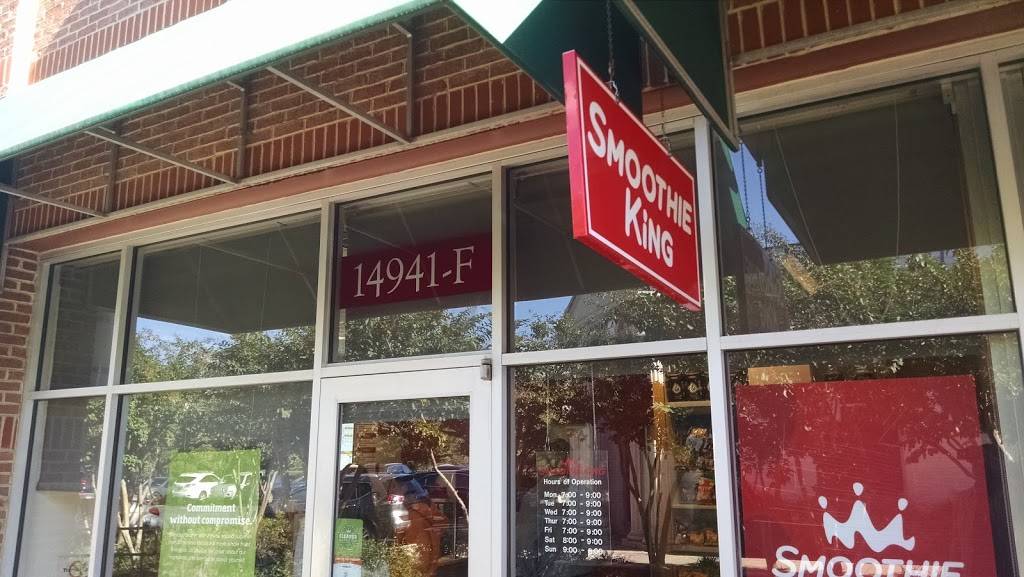 SMOOTHIE
KING
14941-F
Commitment
without compromise.
Hours of Operation
Mon 7:00 - 9:00
Tue 7:00 - 9:00
Wed 7:00 - 9:00
Thur 7:00 - 9:00
Fri 7:00 - 9:00
Sat 8:00 - 9:00
Sun 9:00 - 8:00
SMOOTHIE